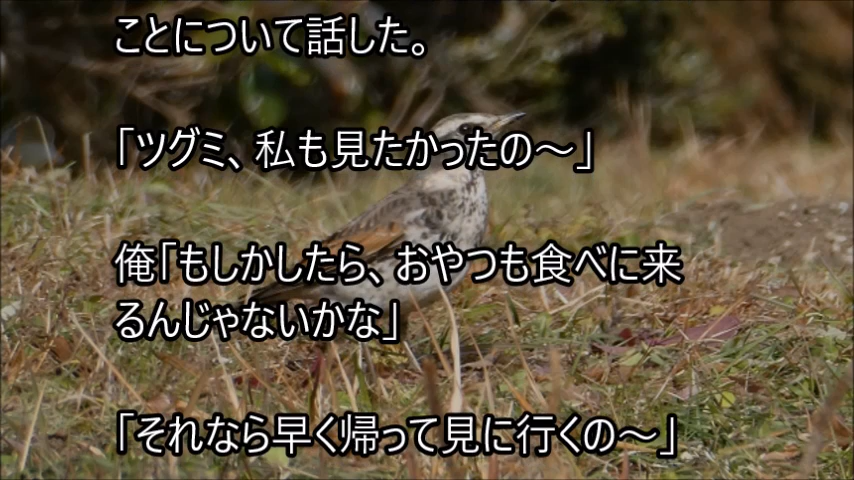 ことについて話した。
「ツグミ、私も見たかったの～」
俺「もしかしたら、おやつも食べに来
るんじゃないかな」
「それなら早く帰って見に行くの～」